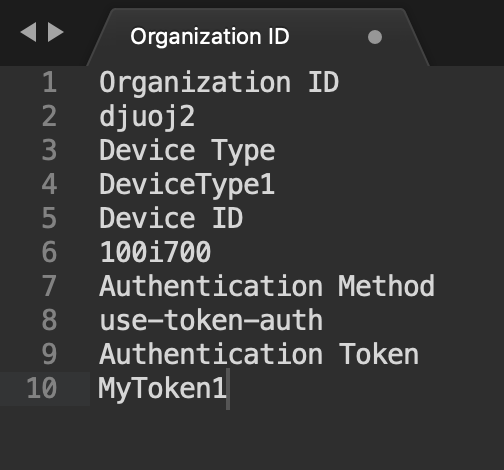 Organization ID
1 Organization ID
2 djuoj2
3 Device Type
4 DeviceType1
5 Device ID
6 100i700
7 Authentication Method
8 use-token-auth
9 Authentication Token
10 MyToken1